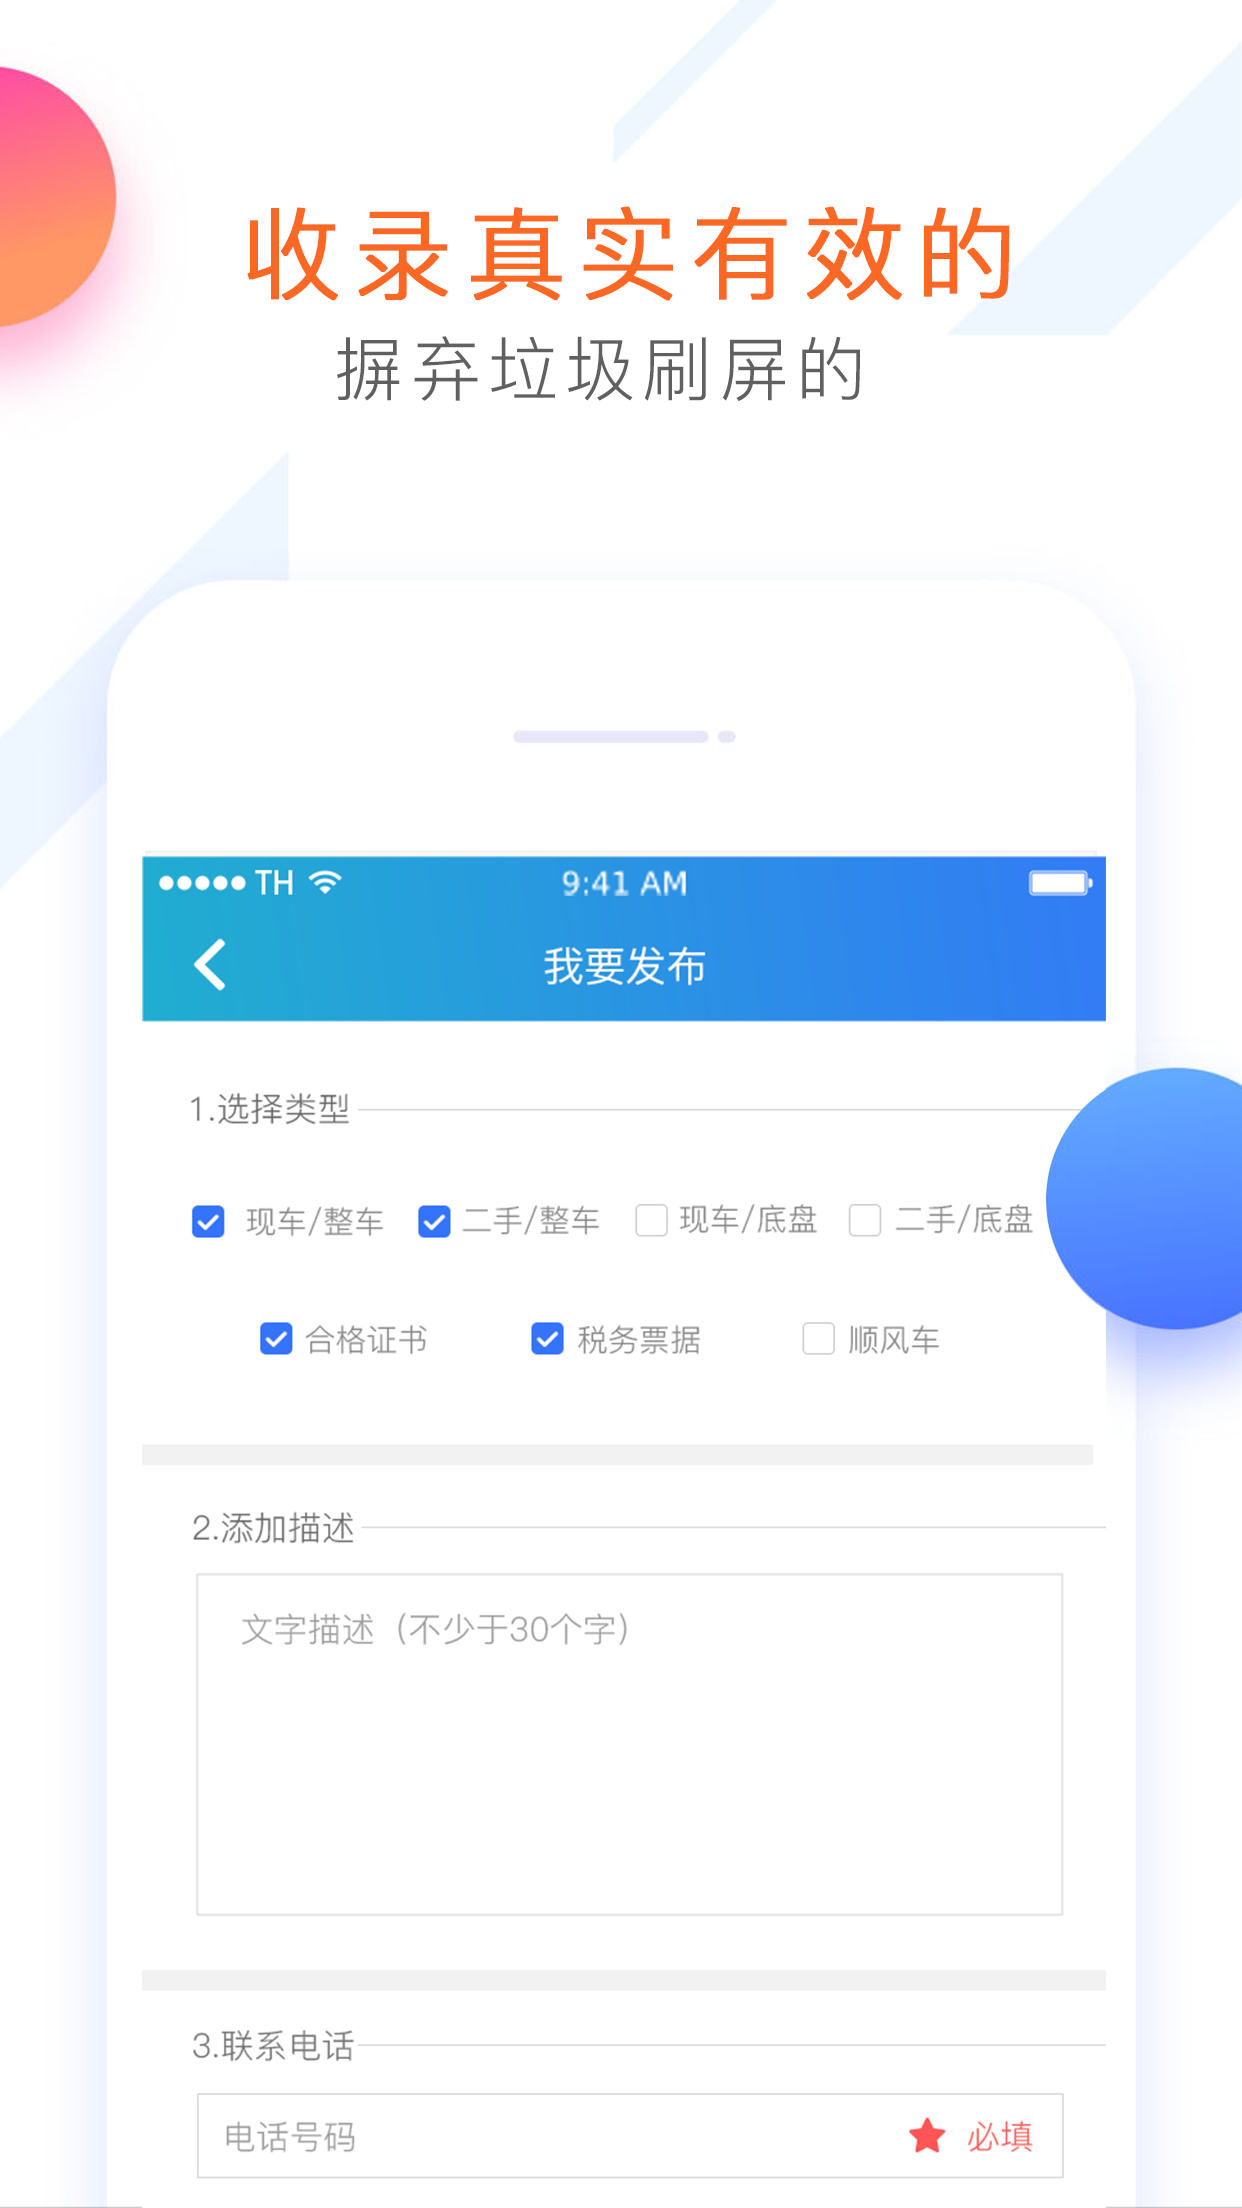 收录真实有效的
摒弃垃圾刷屏的
TH 9:41 AM
我要发布
1.选择类型
现车/整车 二手/整车 现车/底盘 二手/底盘
合格证书 税务票据 顺风车
2.添加描述
文字描述（不少于30个字）
3.联系电话
电话号码 必填